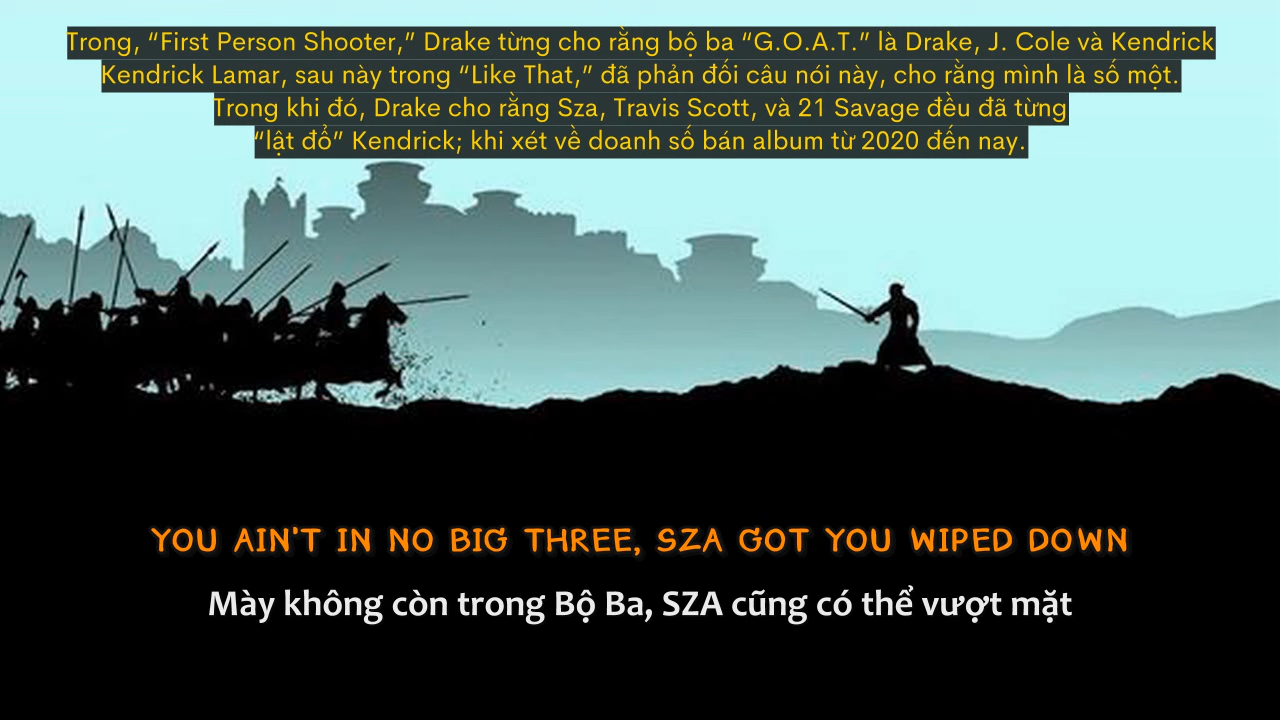 Trong, “First Person Shooter,” Drake từng cho rằng bộ ba “G.O.A.T.” là Drake, J. Cole và Kendrick
Kendrick Lamar, sau này trong “Like That,” đã phản đối câu nói này, cho rằng mình là số một.
Trong khi đó, Drake cho rằng Sza, Travis Scott, và 21 Savage đều đã từng
“lật đổ” Kendrick; khi xét về doanh số bán album từ 2020 đến nay.
YOU AIN'T IN NO BIG THREE, SZA GOT YOU WIPED DOWN
Mày không còn trong Bộ Ba, SZA cũng có thể vượt mặt